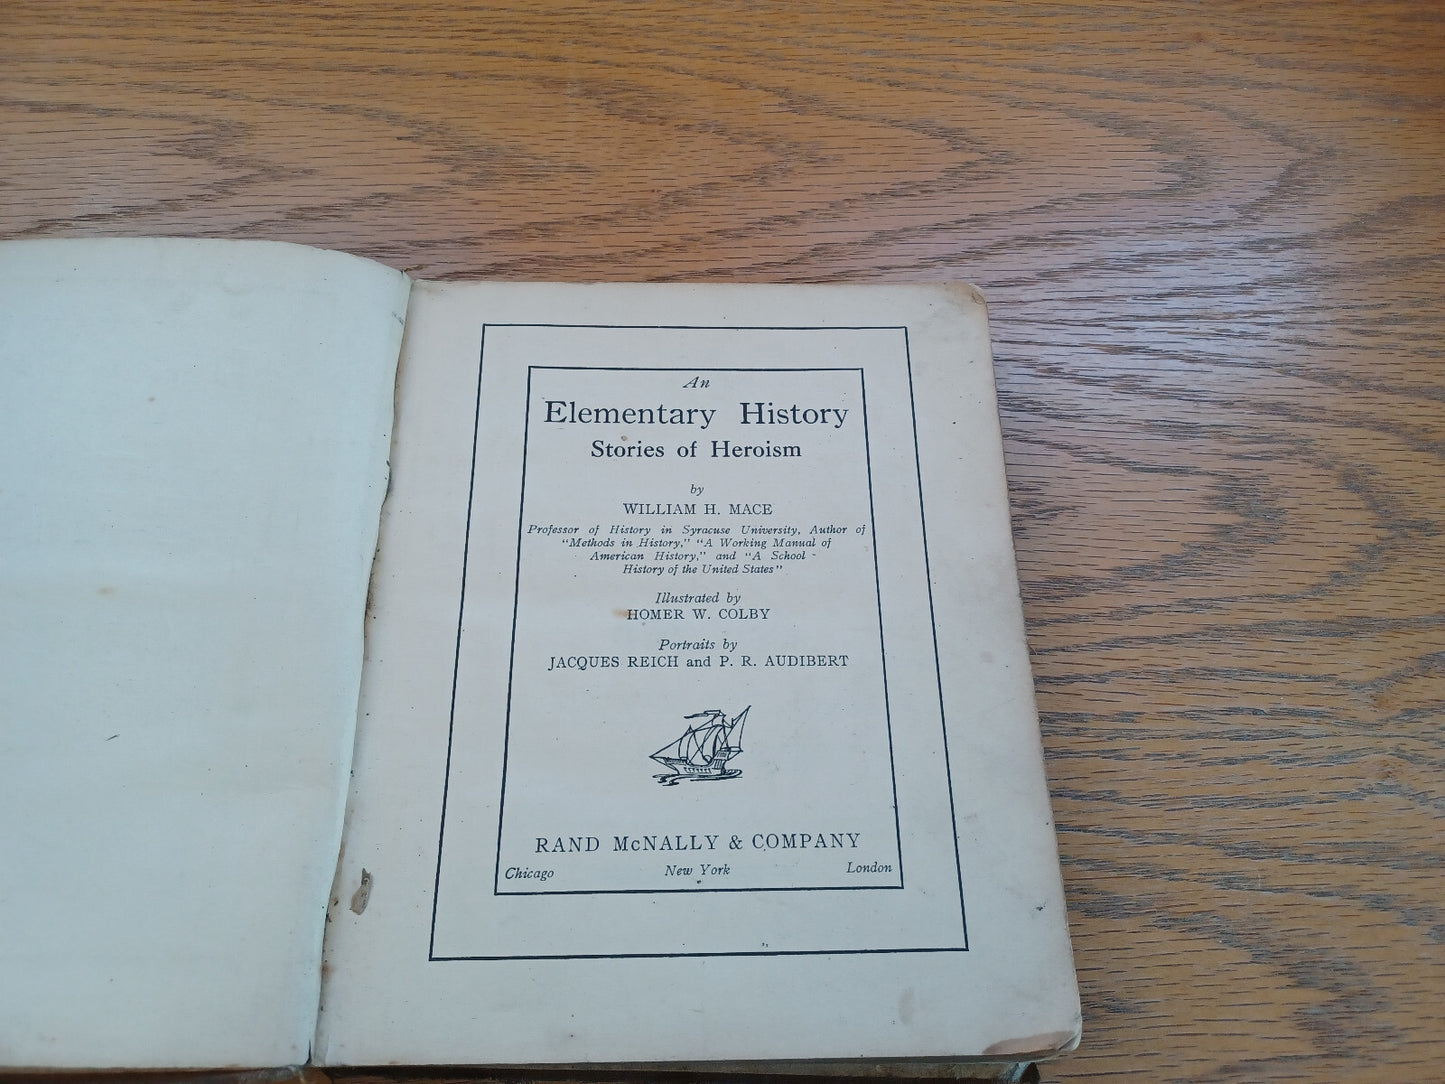 An
Elementary History
Stories of Heroism
by
WILLIAM H. MACE
Professor of History in Syracuse University, Author of
"Methods in History," "A Working Manual of
American History," and "A School
History of the United States"
Illustrated by
HOMER W. COLBY
Portraits by
JACQUES REICH and P. R. AUDIBERT
RAND McNALLY & COMPANY
Chicago New York London